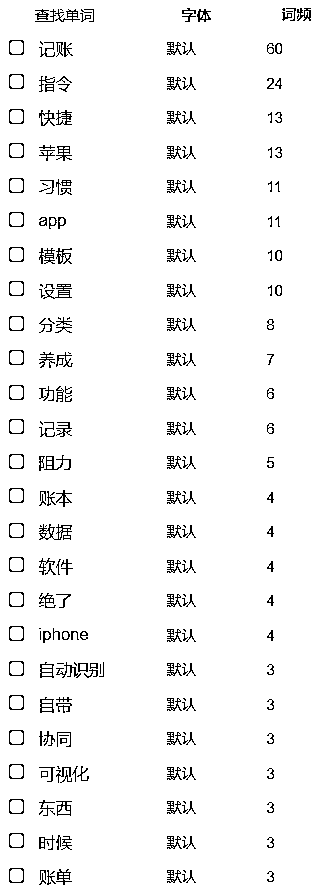 查找单词 字体 词频
记账 默认 60
指令 默认 24
快捷 默认 13
苹果 默认 13
习惯 默认 11
app 默认 11
模板 默认 10
设置 默认 10
分类 默认 8
养成 默认 7
功能 默认 6
记录 默认 6
阻力 默认 5
账本 默认 4
数据 默认 4
软件 默认 4
绝了 默认 4
iphone 默认 4
自动识别 默认 3
自带 默认 3
协同 默认 3
可视化 默认 3
东西 默认 3
时候 默认 3
账单 默认 3